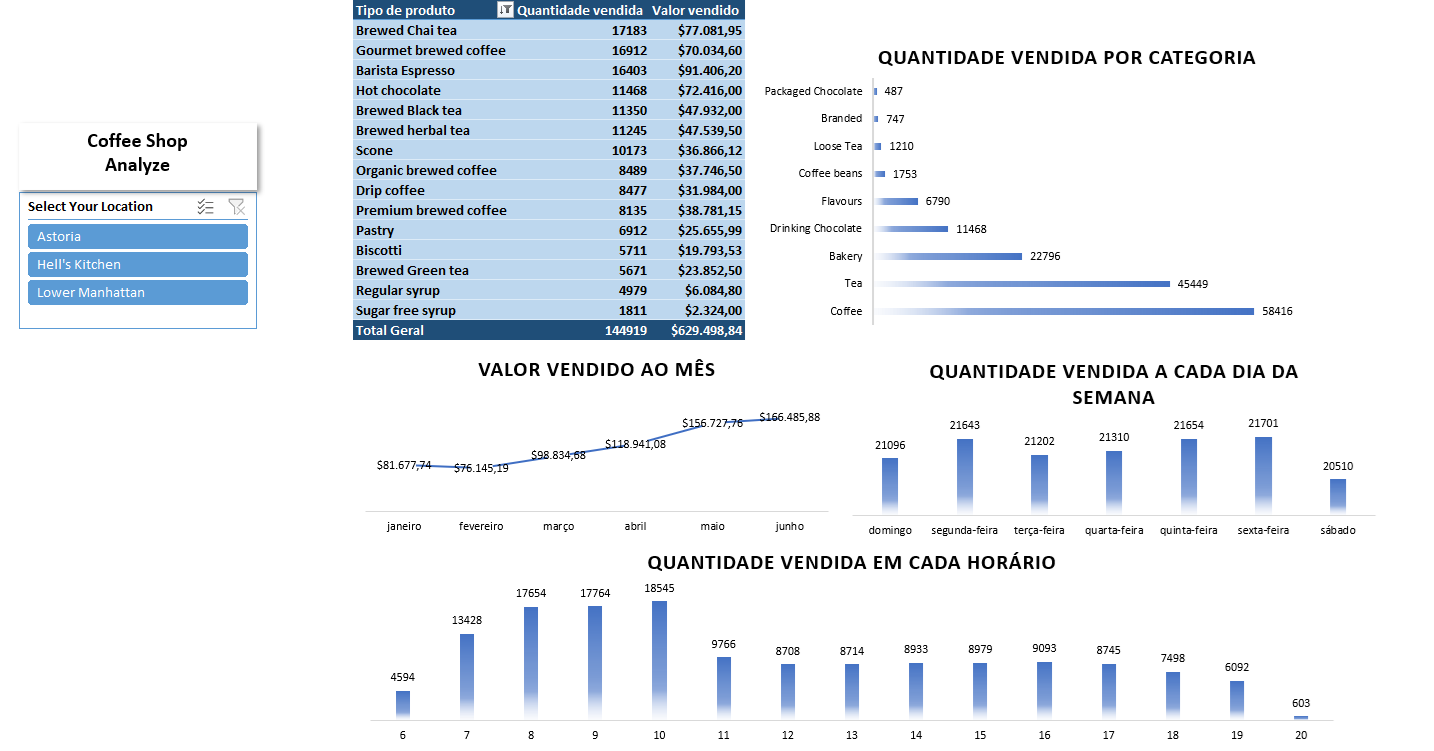 Coffee Shop
Analyze
Select Your Location
Astoria
Hell's Kitchen
Lower Manhattan
Tipo de produto Quantidade vendida Valor vendido
Brewed Chai tea 17183 $77.081,95
Gourmet brewed coffee 16912 $70.034,60
Barista Espresso 16403 $91.406,20
Hot chocolate 11468 $72.416,00
Brewed Black tea 11350 $47.932,00
Brewed herbal tea 11245 $47.539,50
Scone 10173 $36.866,12
Organic brewed coffee 8489 $37.746,50
Drip coffee 8477 $31.984,00
Premium brewed coffee 8135 $38.781,15
Pastry 6912 $25.655,99
Biscotti 5711 $19.793,53
Brewed Green tea 5671 $23.852,50
Regular syrup 4979 $6.084,80
Sugar free syrup 1811 $2.324,00
Total Geral 144919 $629.498,84
QUANTIDADE VENDIDA POR CATEGORIA
Packaged Chocolate 487
Branded 747
Loose Tea 1210
Coffee beans 1753
Flavours 6790
Drinking Chocolate 11468
Bakery 22796
Tea 45449
Coffee 58416
VALOR VENDIDO AO MÊS
$81.677,74 $76.145,19 $98.834,68 $118.941,08 $156.727,76 $166.485,88
janeiro fevereiro março abril maio junho
QUANTIDADE VENDIDA A CADA DIA DA
SEMANA
21096 21643 21202 21310 21654 21701 20510
domingo segunda-feira terça-feira quarta-feira quinta-feira sexta-feira sábado
QUANTIDADE VENDIDA EM CADA HORÁRIO
4594 13428 17654 17764 18545 9766 8708 8714 8933 8979 9093 8745 7498 6092 603
6 7 8 9 10 11 12 13 14 15 16 17 18 19 20